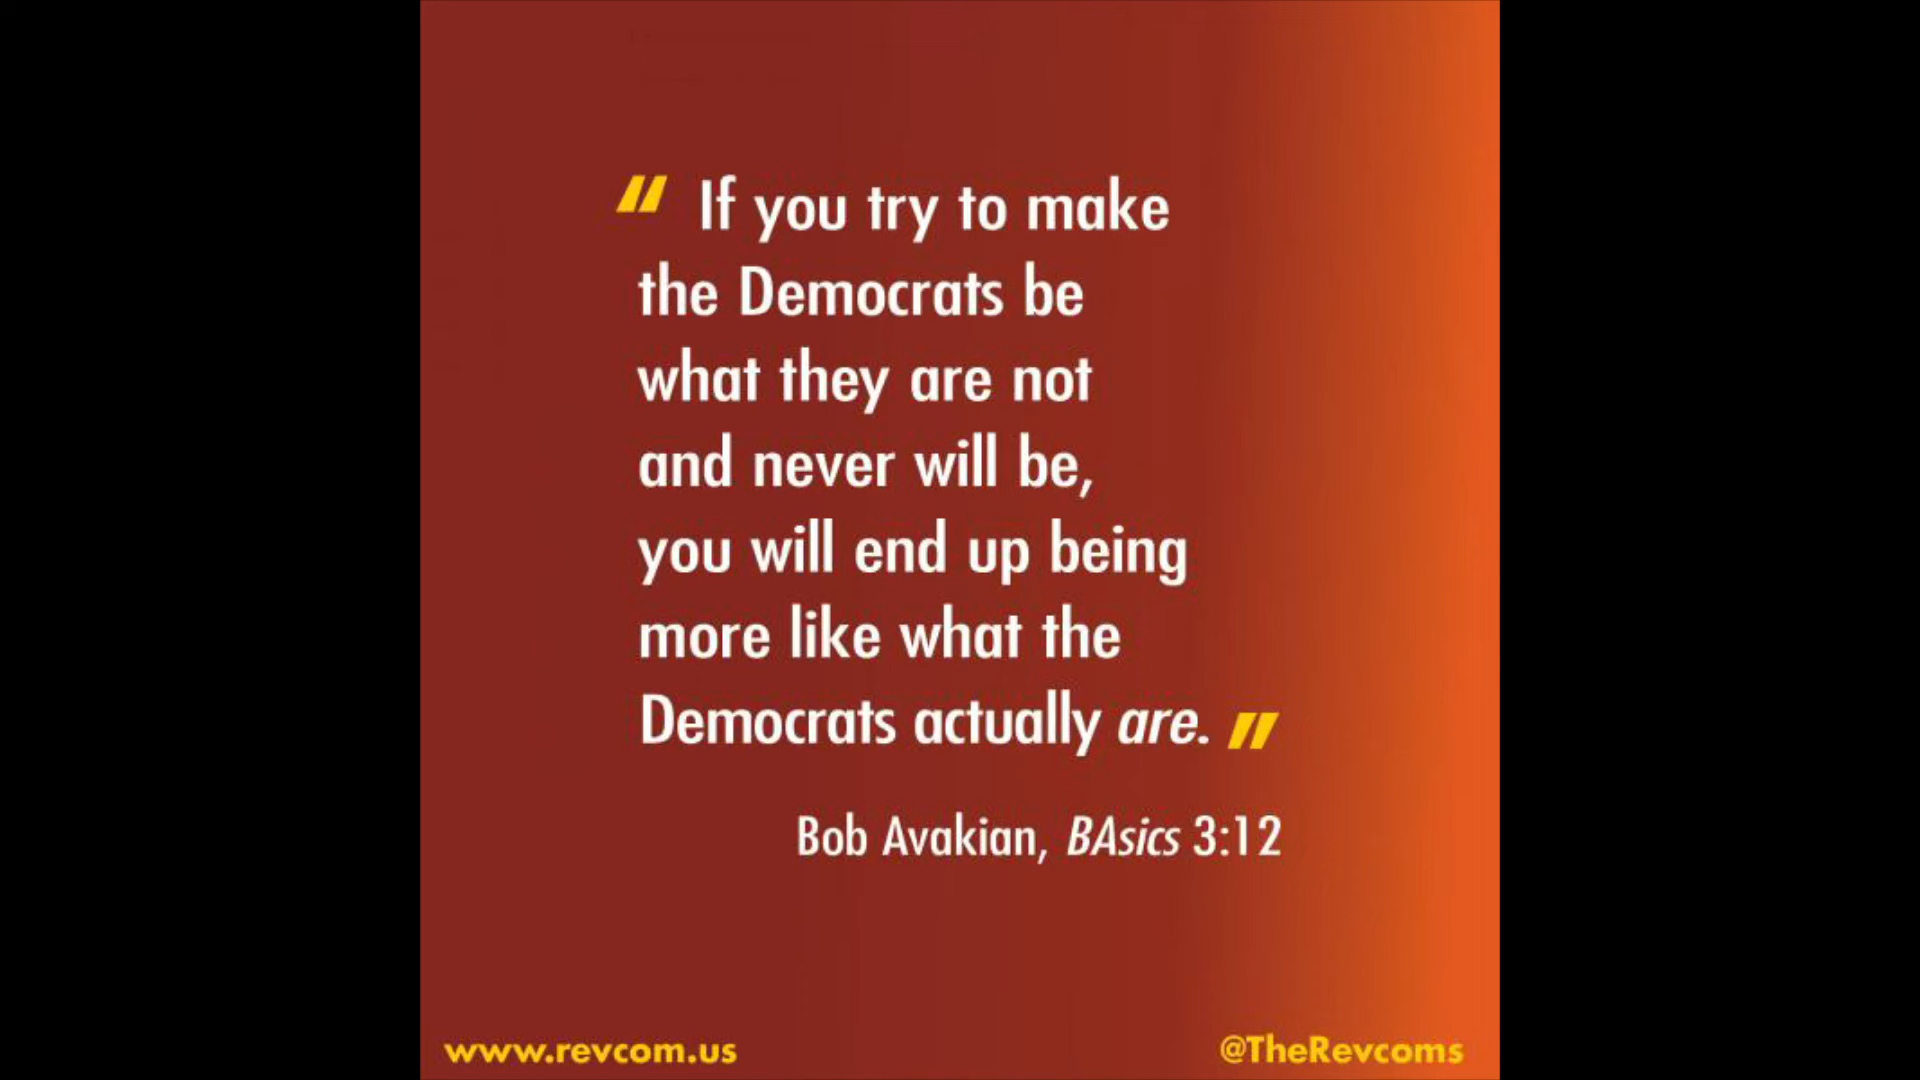 “ If you try to make
the Democrats be
what they are not
and never will be,
you will end up being
more like what the
Democrats actually are. ”
Bob Avakian, BAsics 3:12
www.revcom.us
@TheRevcoms